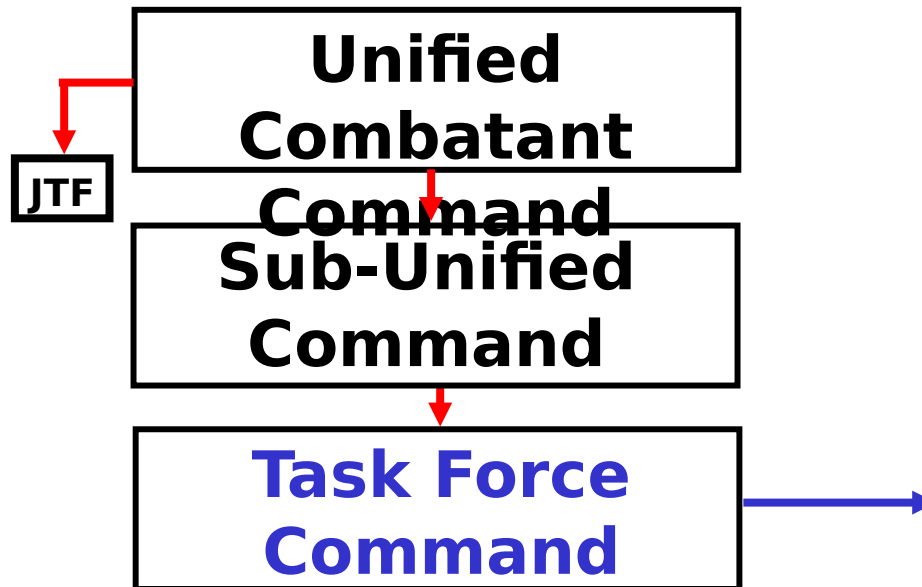 Unified
Combatant
Command
JTF
Sub-Unified
Command
Task Force
Command